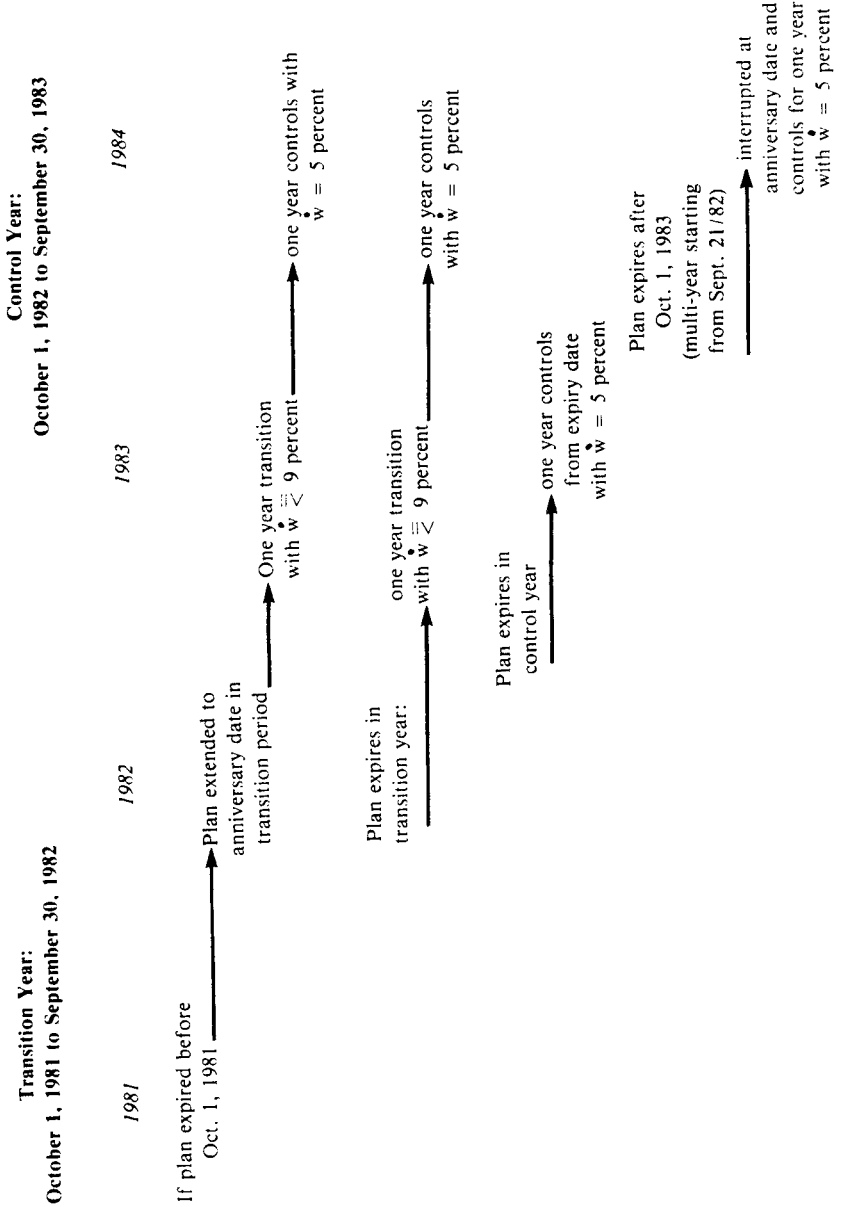 Transition Year:
October 1, 1981 to September 30, 1982
Control Year:
October 1, 1982 to September 30, 1983
1981
1982
1983
1984
If plan expired before
Oct. 1, 1981
Plan extended to
anniversary date in
transition period
One year transition
with ẇ ⋜ 9 percent
one year controls with
ẇ = 5 percent
Plan expires in
transition year:
one year transition
with ẇ ⋜ 9 percent
one year controls
with ẇ = 5 percent
Plan expires in
control year
one year controls
from expiry date
with ẇ = 5 percent
Plan expires after
Oct. 1, 1983
(multi-year starting
from Sept. 21/82)
interrupted at
anniversary date and
controls for one year
with ẇ = 5 percent